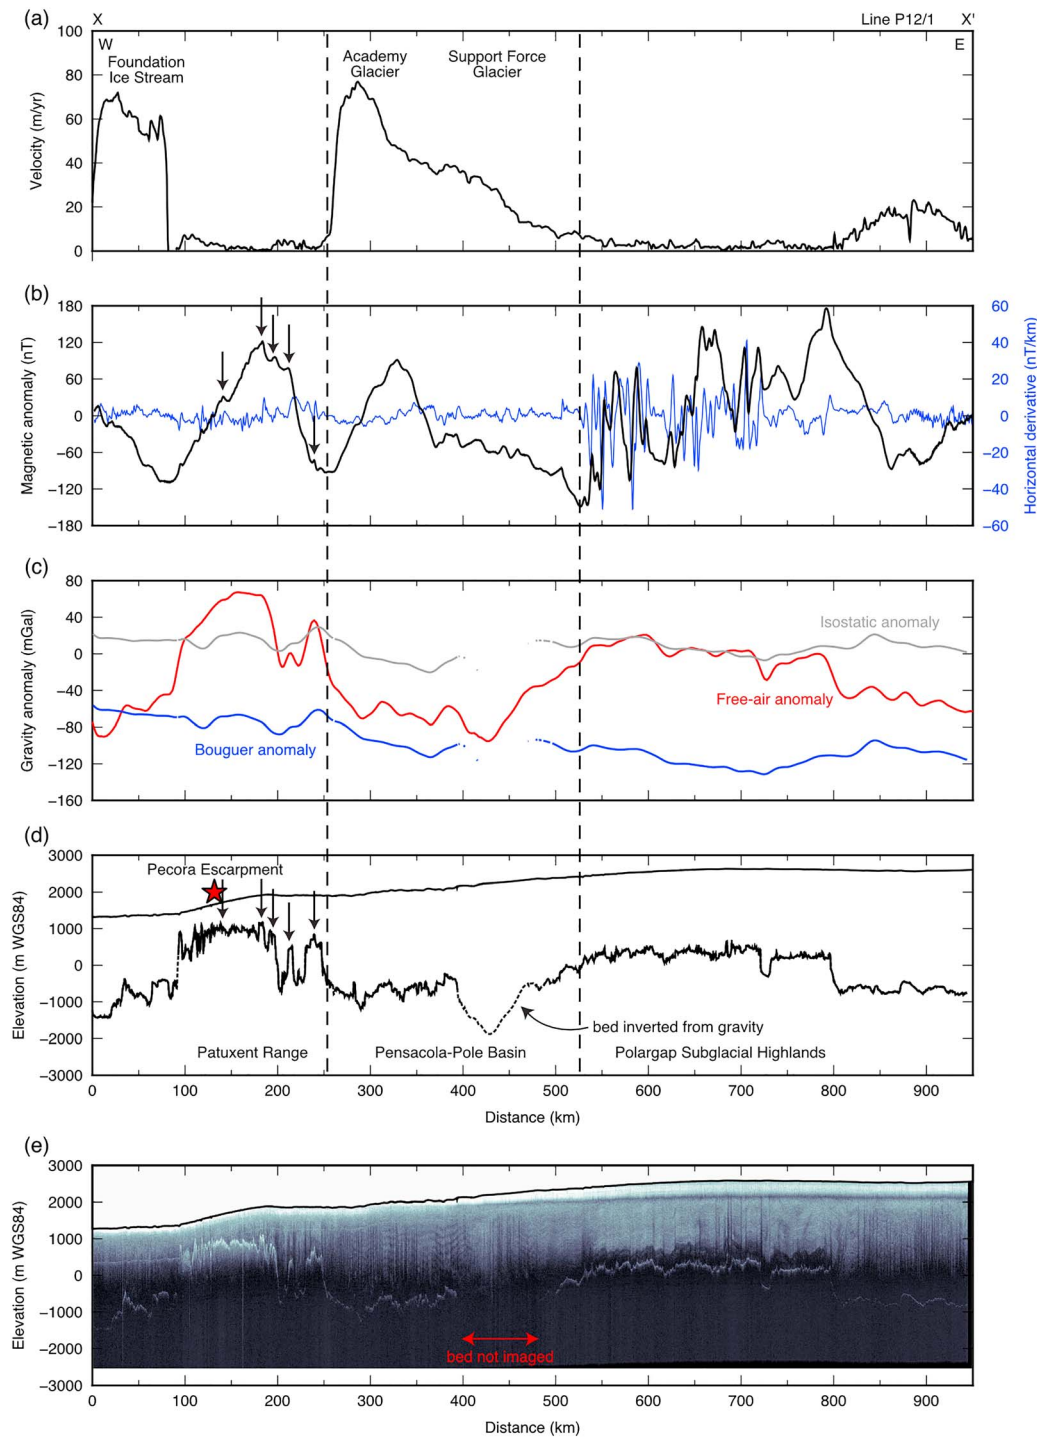 (a)
X
Line P12/1
X'
100
80
60
40
20
0
Velocity (m/yr)
W
E
Foundation
Ice Stream
Academy
Glacier
Support Force
Glacier
(b)
180
120
60
0
−60
−120
−180
Magnetic anomaly (nT)
60
40
20
0
−20
−40
−60
Horizontal derivative (nT/km)
(c)
80
40
0
−40
−80
−120
−160
Gravity anomaly (mGal)
Isostatic anomaly
Free-air anomaly
Bouguer anomaly
(d)
3000
2000
1000
0
−1000
−2000
−3000
Elevation (m WGS84)
Pecora Escarpment
bed inverted from gravity
Patuxent Range
Pensacola-Pole Basin
Polargap Subglacial Highlands
0 100 200 300 400 500 600 700 800 900
Distance (km)
(e)
3000
2000
1000
0
−1000
−2000
−3000
Elevation (m WGS84)
bed not imaged
0 100 200 300 400 500 600 700 800 900
Distance (km)